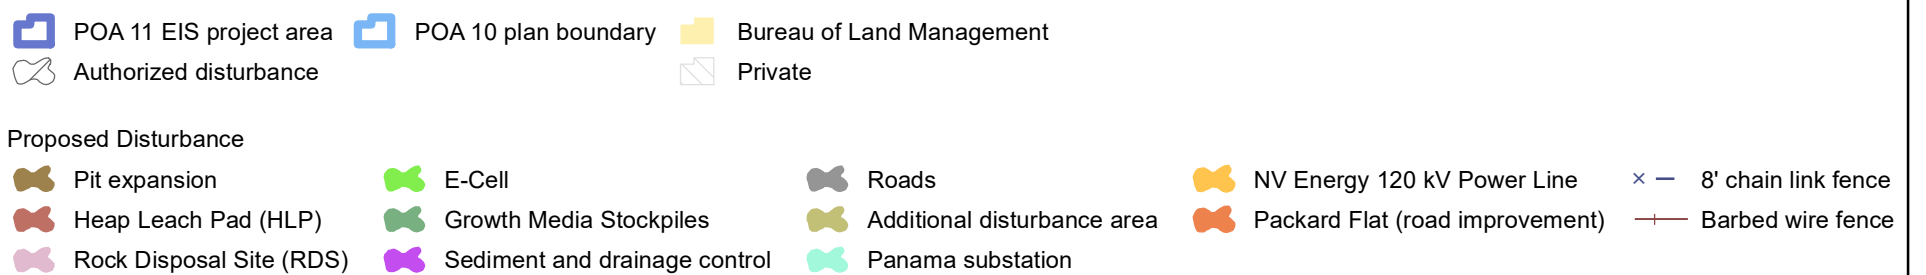 POA 11 EIS project area POA 10 plan boundary Bureau of Land Management
Authorized disturbance Private
Proposed Disturbance
Pit expansion E-Cell Roads NV Energy 120 kV Power Line 8' chain link fence
Heap Leach Pad (HLP) Growth Media Stockpiles Additional disturbance area Packard Flat (road improvement) Barbed wire fence
Rock Disposal Site (RDS) Sediment and drainage control Panama substation